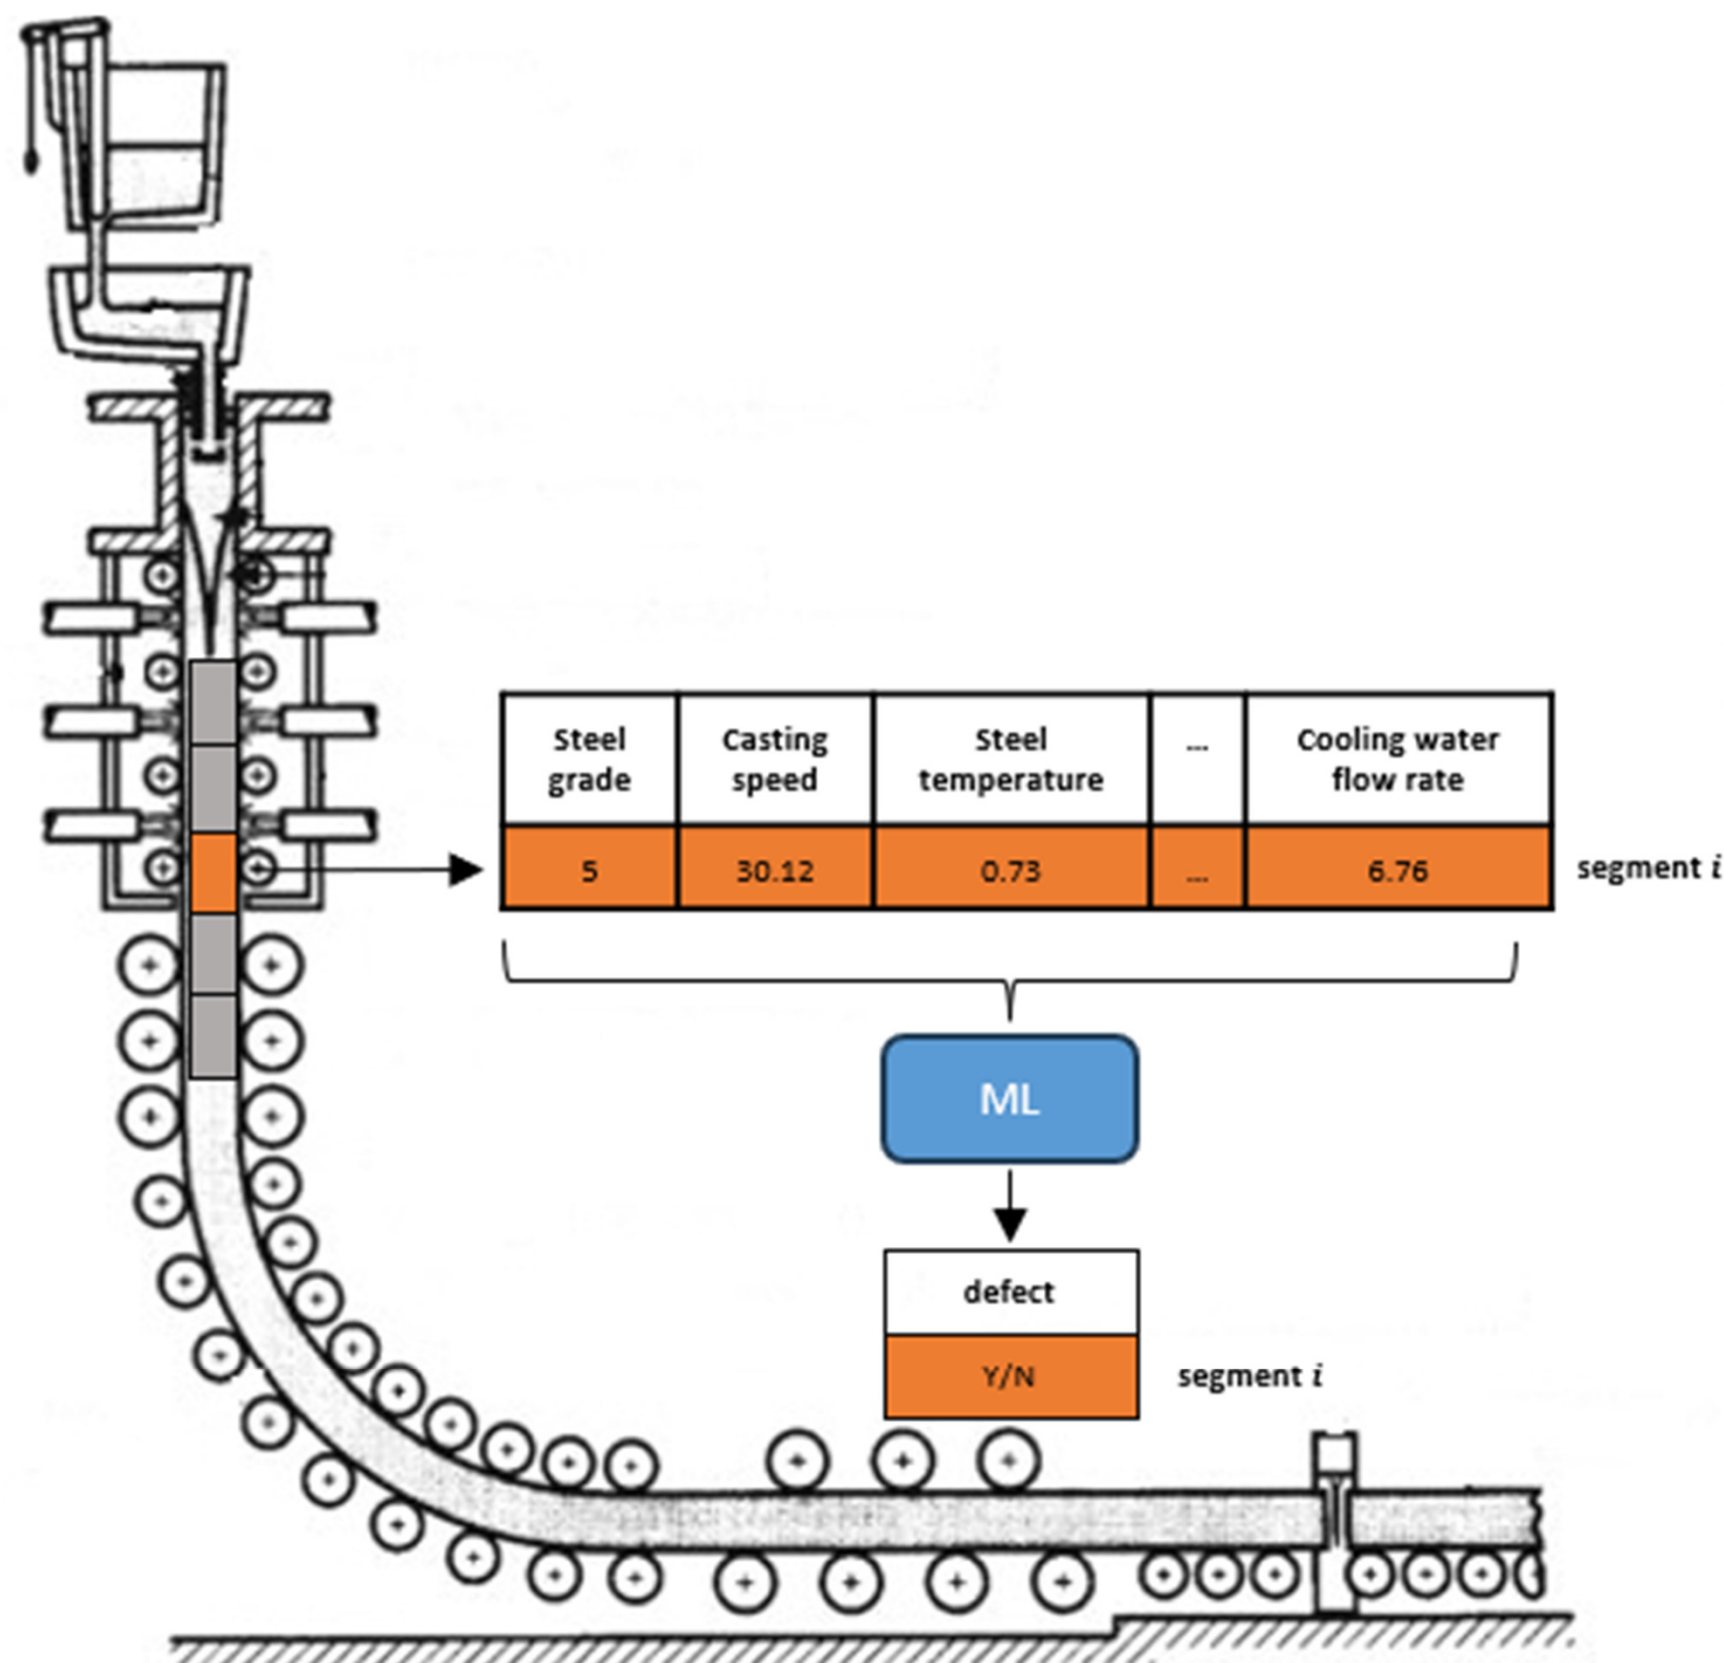 Steel grade
Casting speed
Steel temperature
...
Cooling water flow rate
5
30.12
0.73
...
6.76
segment i
ML
defect
Y/N
segment i